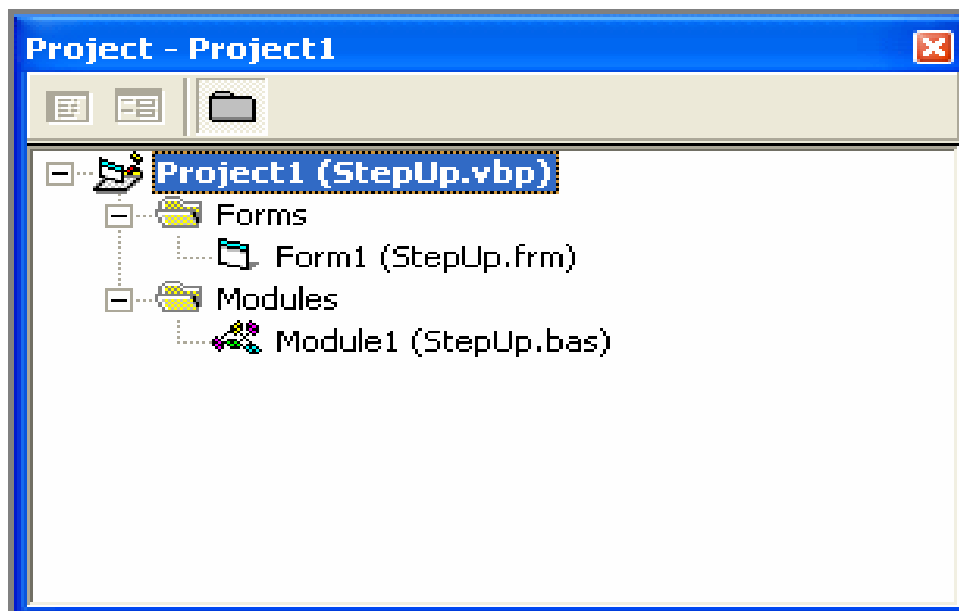 Project - Project1
Project1 (StepUp.vbp)
Forms
Form1 (StepUp.frm)
Modules
Module1 (StepUp.bas)